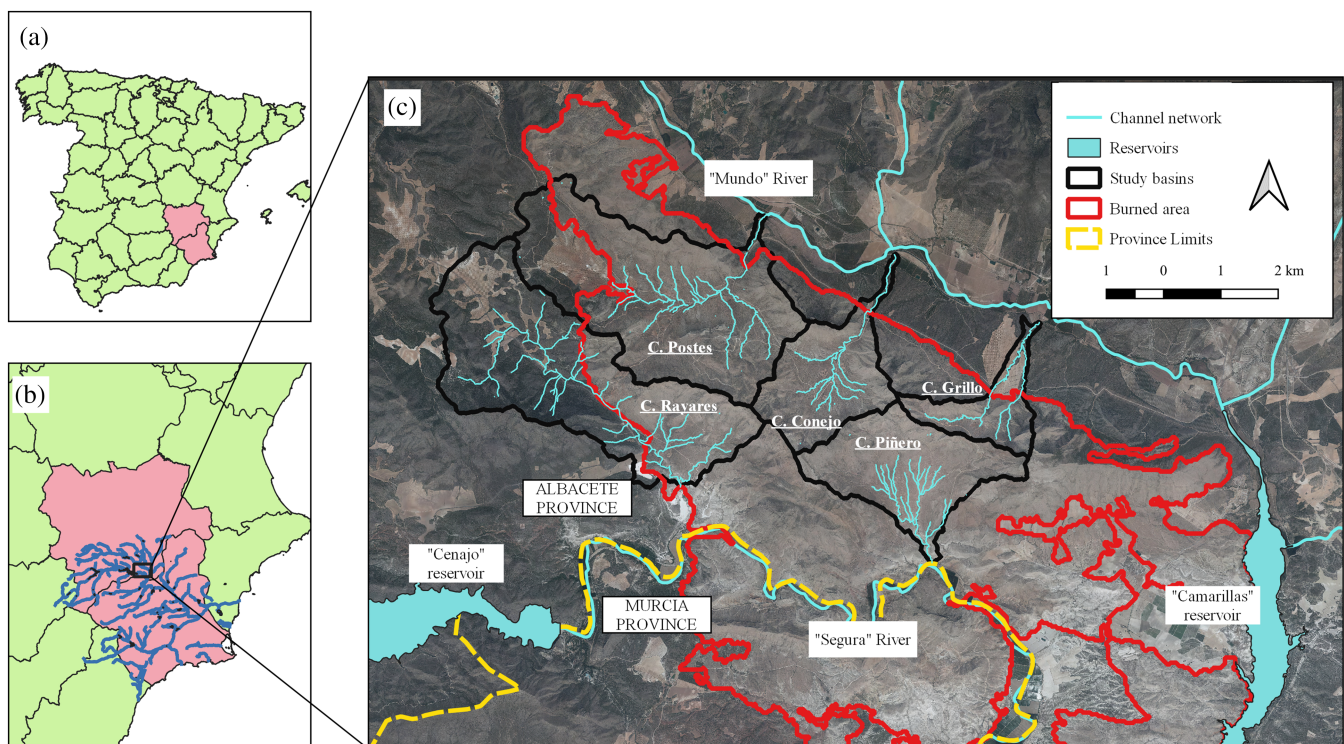 (a)
(b)
(c)
"Mundo" River
C. Postes
C. Rayares
C. Conejo
C. Grillo
C. Piñero
ALBACETE
PROVINCE
"Cenajo"
reservoir
MURCIA
PROVINCE
"Segura" River
"Camarillas"
reservoir
Channel network
Reservoirs
Study basins
Burned area
Province Limits
1 0 1 2 km